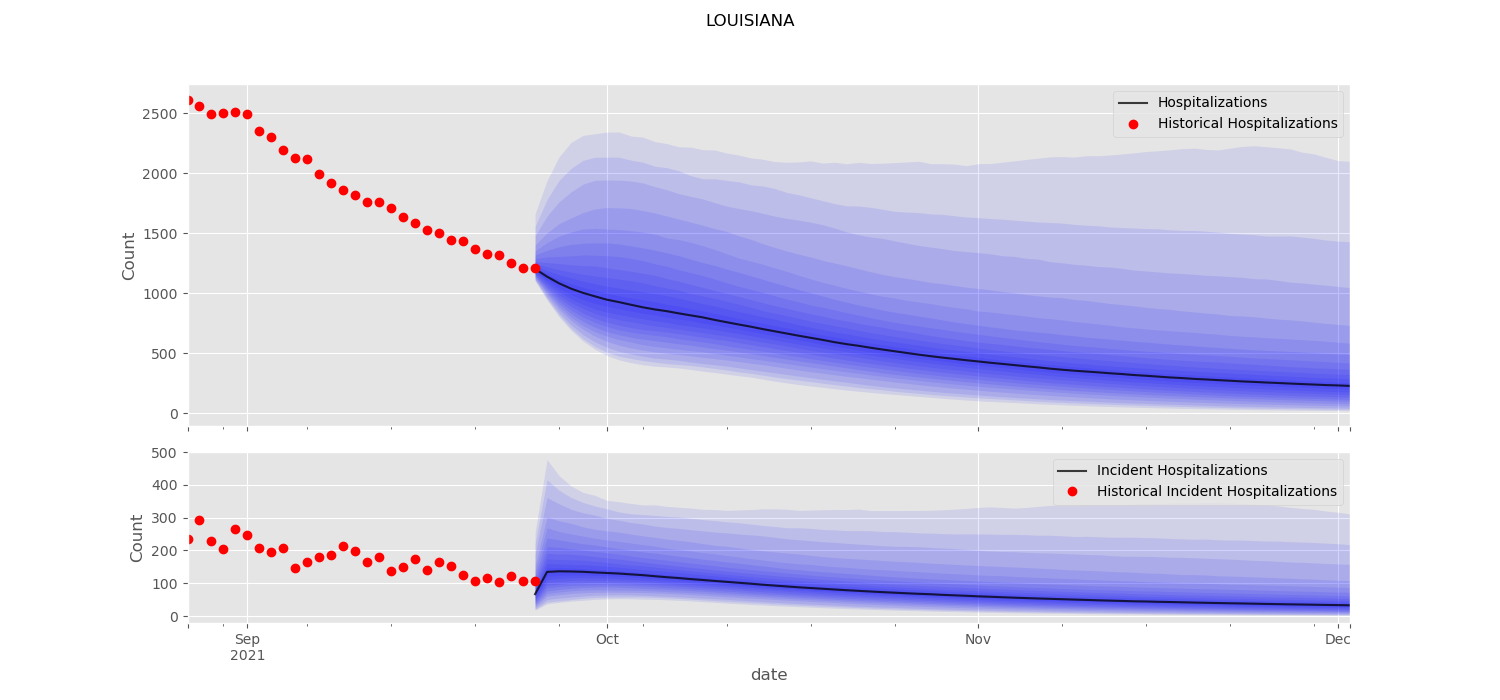 LOUISIANA
2500
2000
1500
1000
500
0
Count
Hospitalizations
Historical Hospitalizations
500
400
300
200
100
0
Count
Incident Hospitalizations
Historical Incident Hospitalizations
Sep
2021
Oct
Nov
Dec
date